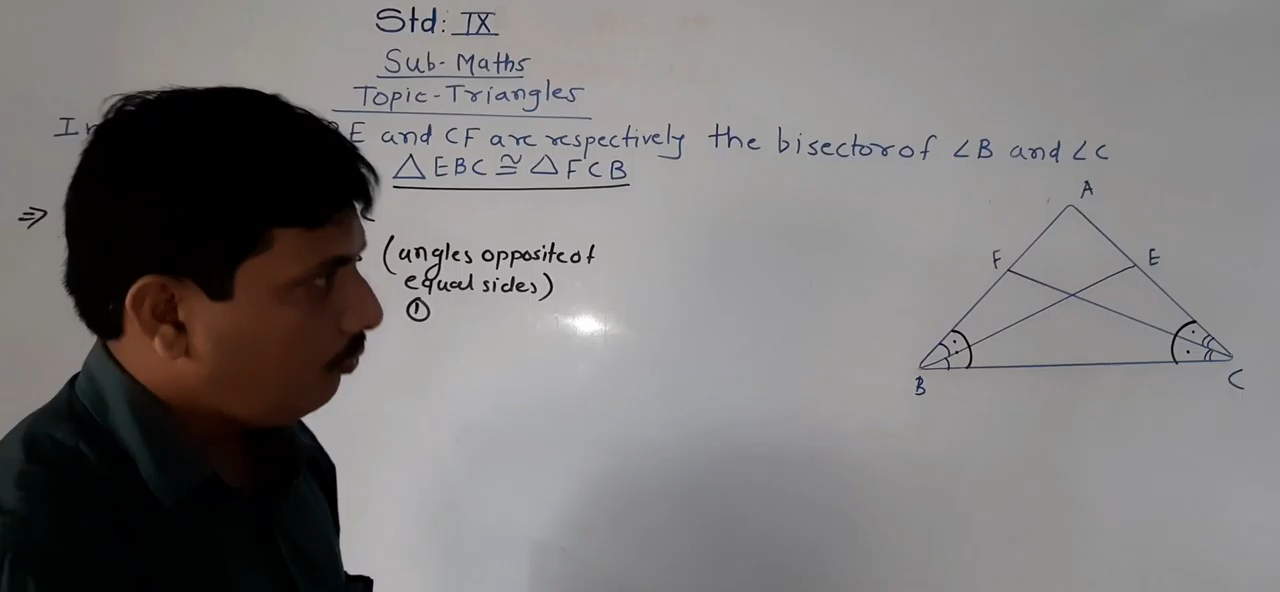 Std: IX
Sub- Maths
Topic-Triangles
E and CF are respectively the bisector of ∠B and ∠C
△EBC ≅ △FCB
⇒
(angles opposite of
equal sides)
①
A
F
E
B
C